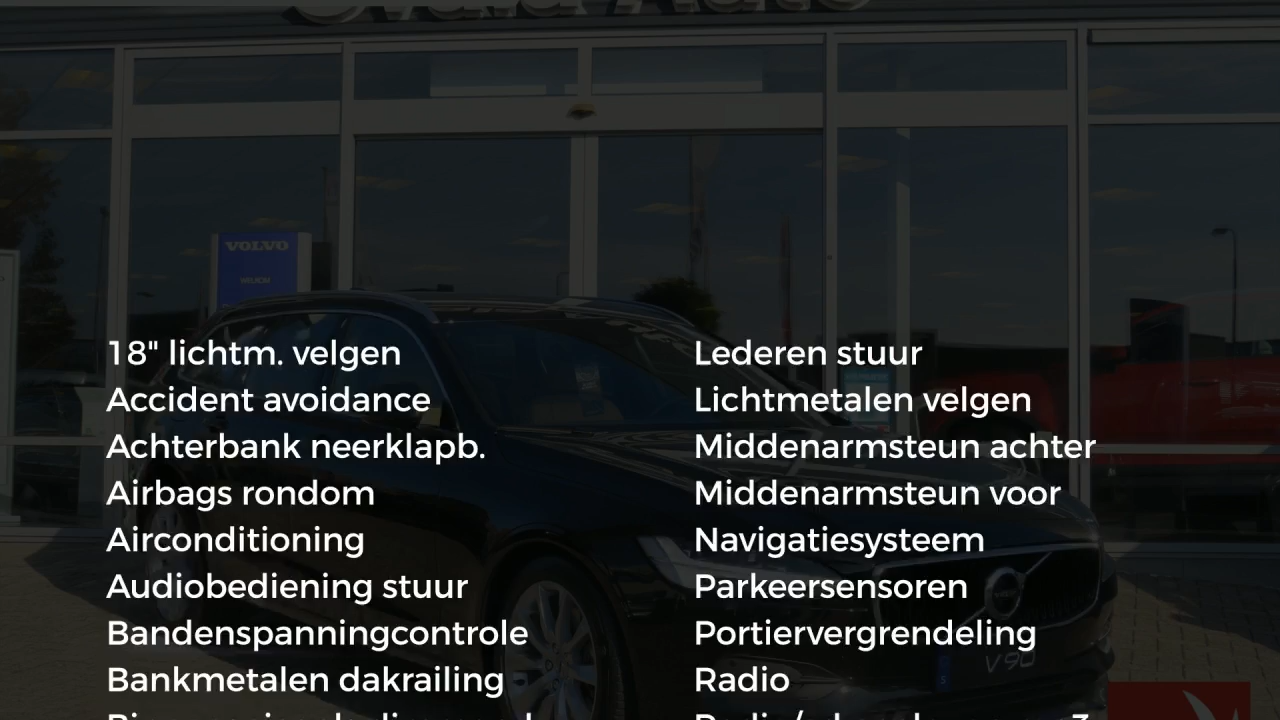 VOLVO
18" lichtm. velgen
Accident avoidance
Achterbank neerklapb.
Airbags rondom
Airconditioning
Audiobediening stuur
Bandenspanningcontrole
Bankmetalen dakrailing
Lederen stuur
Lichtmetalen velgen
Middenarmsteun achter
Middenarmsteun voor
Navigatiesysteem
Parkeersensoren
Portiervergrendeling
Radio
V90